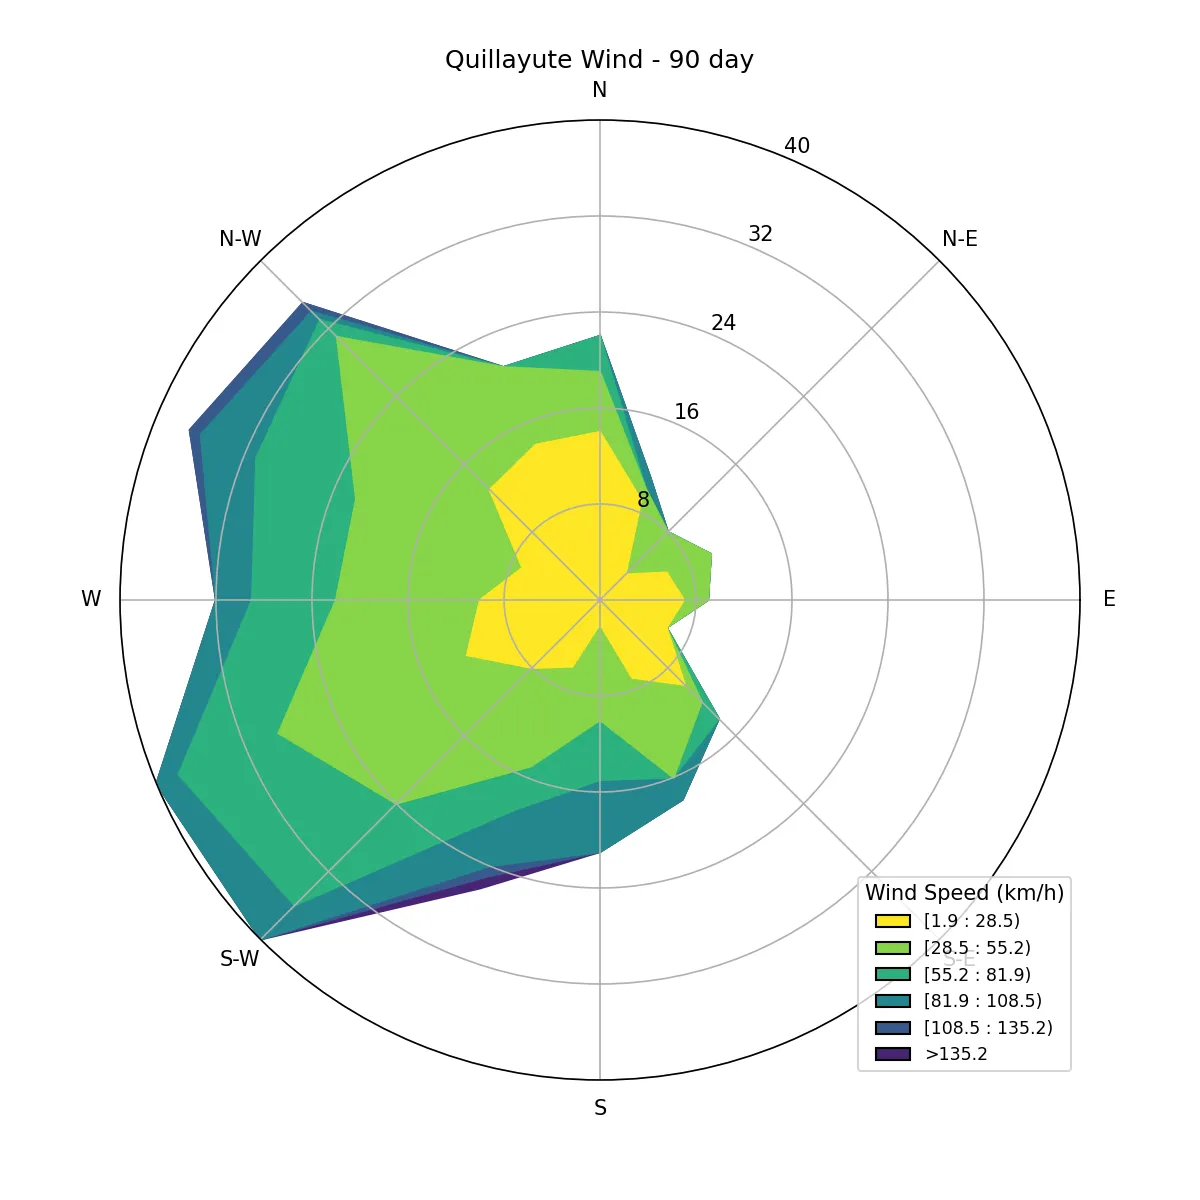 Quillayute Wind - 90 day
N
40
N-W
N-E
32
24
16
8
W
E
S-W
S-E
S
Wind Speed (km/h)
[1.9 : 28.5)
[28.5 : 55.2)
[55.2 : 81.9)
[81.9 : 108.5)
[108.5 : 135.2)
>135.2